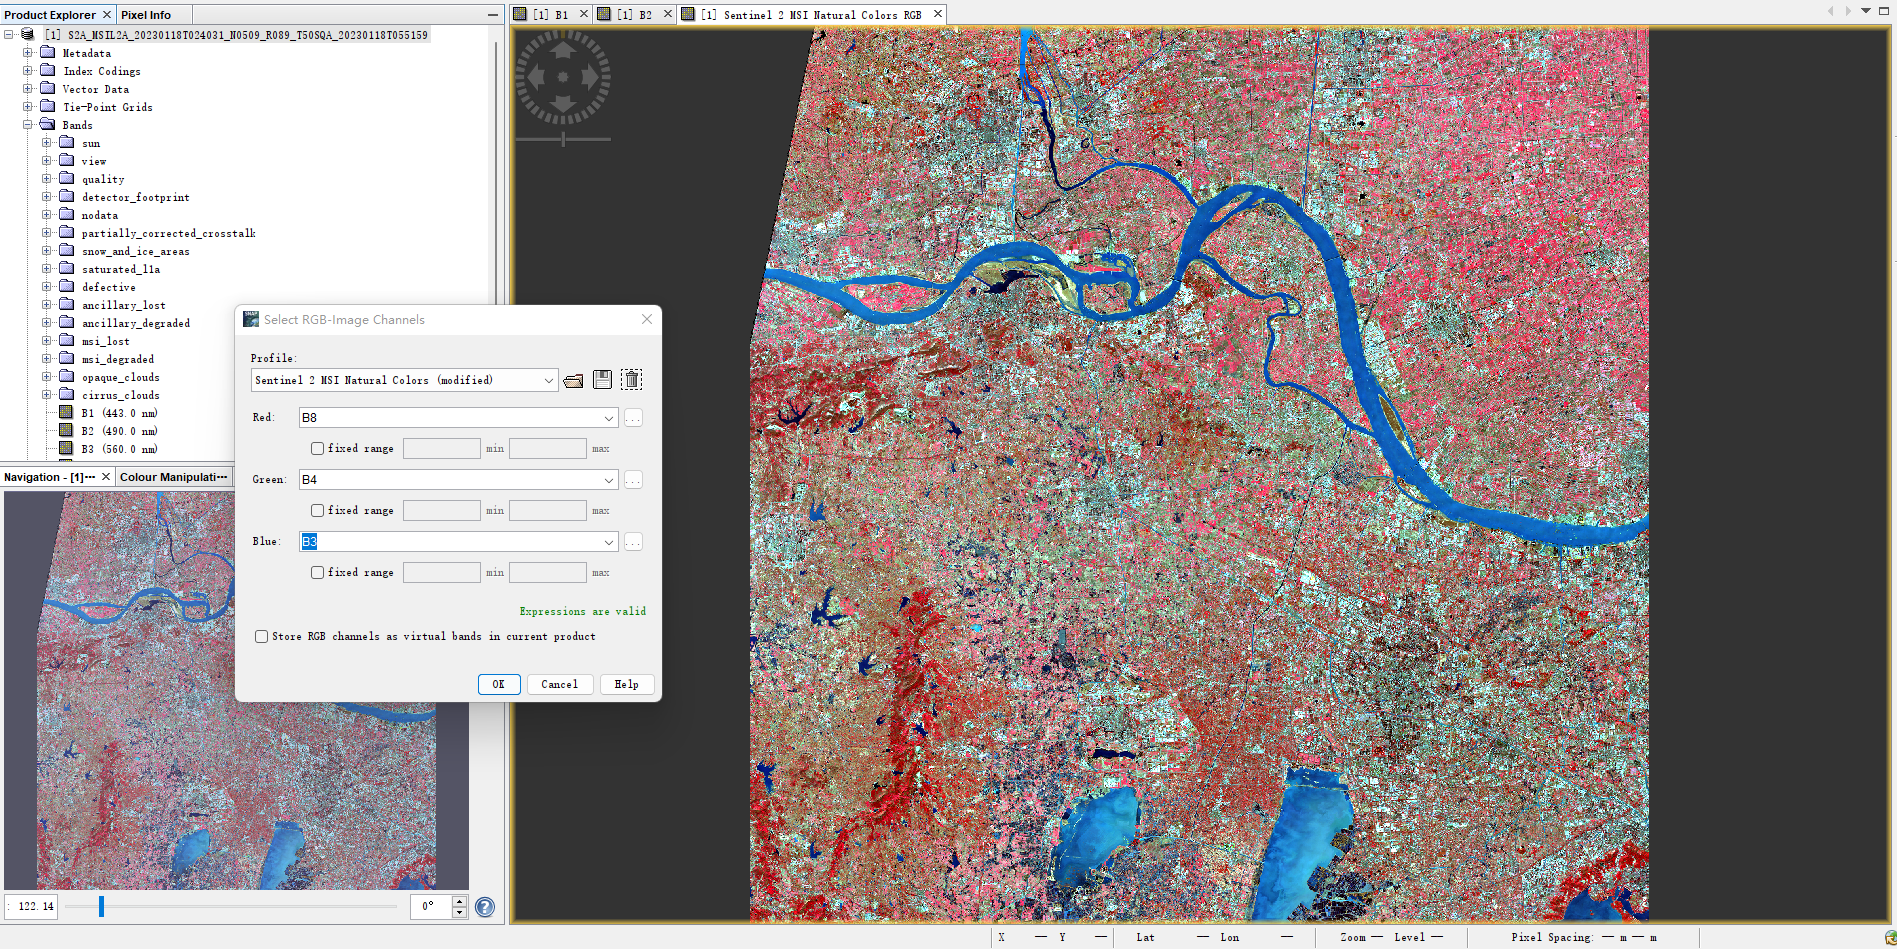 Product Explorer
Pixel Info
[1] B1
[1] B2
[1] Sentinel 2 MSI Natural Colors RGB
[1] S2A_MSIL2A_20230118T024031_N0509_R089_T50SQA_20230118T055159
Metadata
Index Codings
Vector Data
Tie-Point Grids
Bands
sun
view
quality
detector_footprint
nodata
partially_corrected_crosstalk
snow_and_ice_areas
saturated_l1a
defective
ancillary_lost
ancillary_degraded
msi_lost
msi_degraded
opaque_clouds
cirrus_clouds
B1 (443.0 nm)
B2 (490.0 nm)
B3 (560.0 nm)
Navigation - [1]···
Colour Manipulati···
: 122.14
0°
Select RGB-Image Channels
Profile:
Sentinel 2 MSI Natural Colors (modified)
Red: B8 ...
fixed range min max
Green: B4 ...
fixed range min max
Blue: B3 ...
fixed range min max
Expressions are valid
Store RGB channels as virtual bands in current product
OK Cancel Help
X — Y — Lat — Lon — Zoom — Level — Pixel Spacing: — m — m